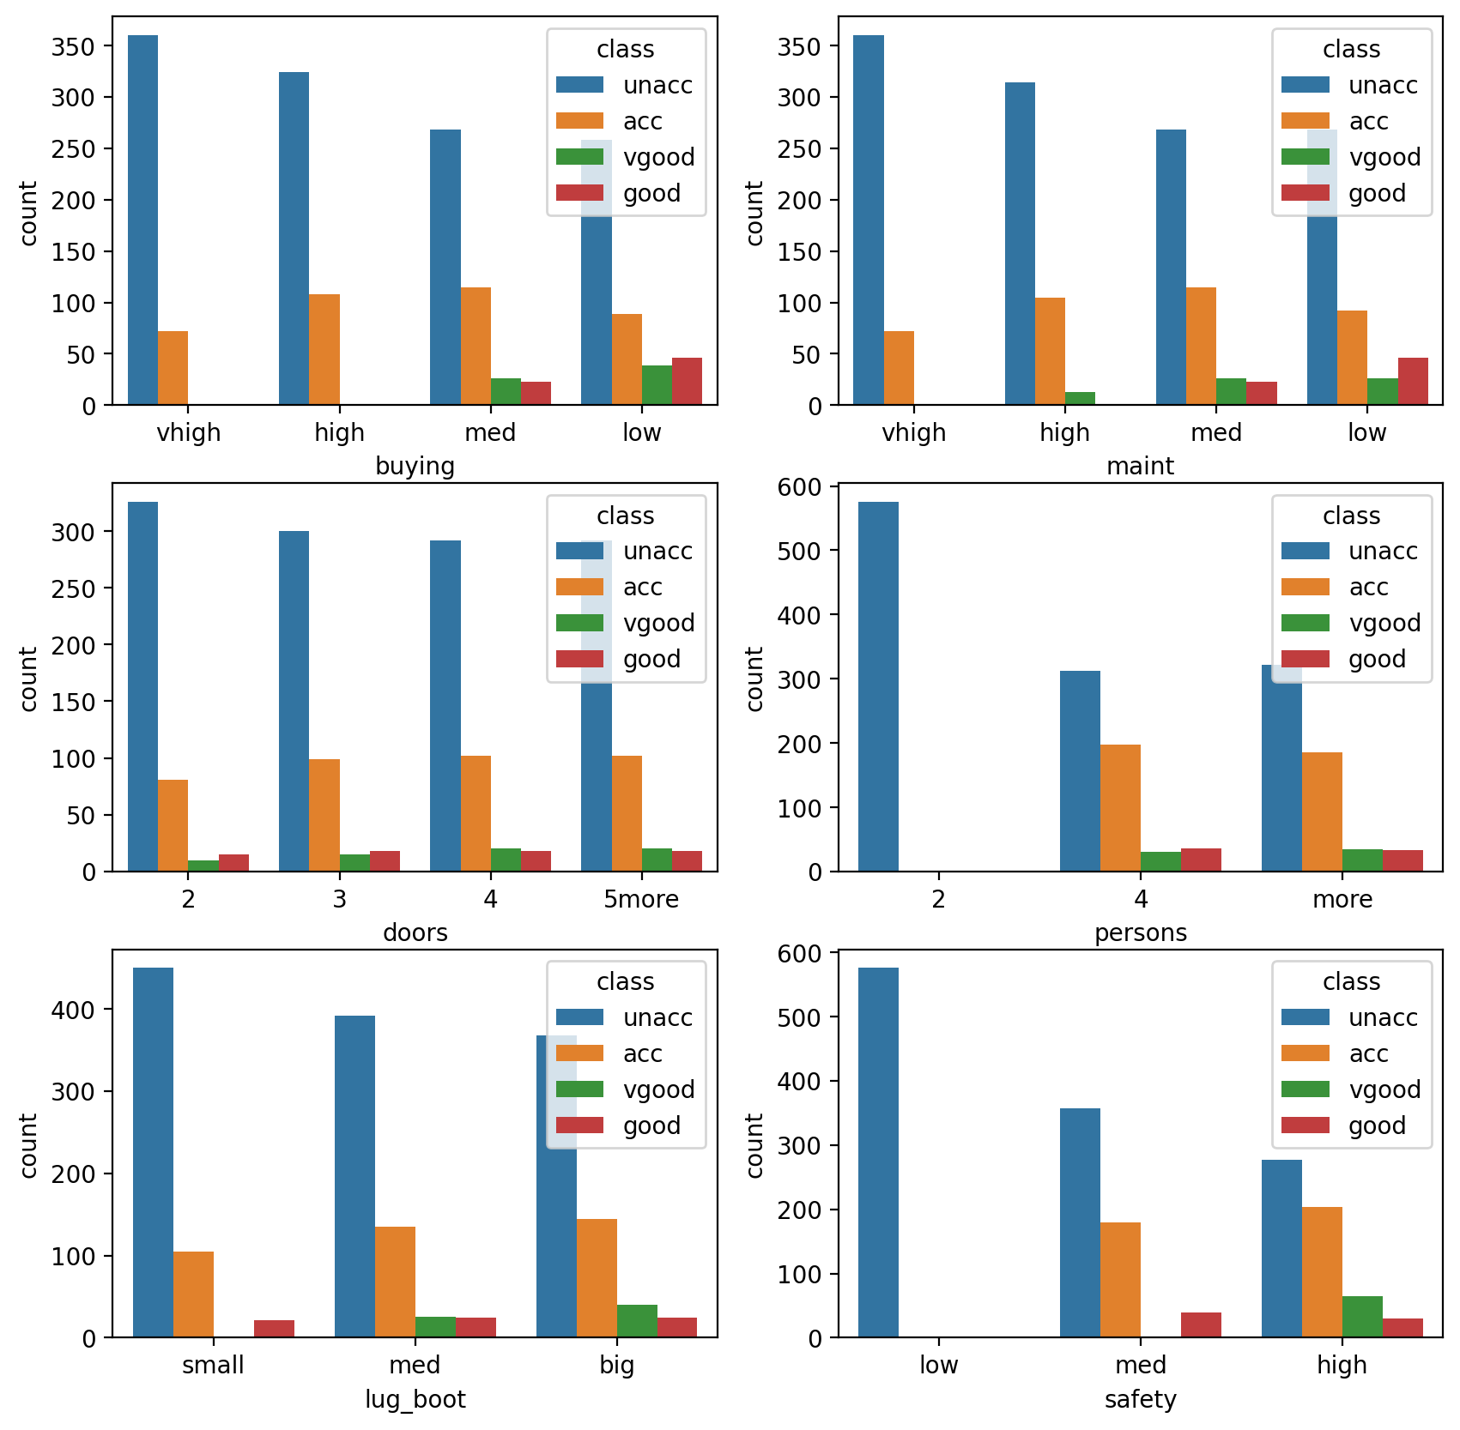 350
300
250
200
150
100
50
0
count
class
unacc
acc
vgood
good
vhigh high med low
buying
350
300
250
200
150
100
50
0
count
class
unacc
acc
vgood
good
vhigh high med low
maint
300
250
200
150
100
50
0
count
class
unacc
acc
vgood
good
2 3 4 5more
doors
600
500
400
300
200
100
0
count
class
unacc
acc
vgood
good
2 4 more
persons
400
300
200
100
0
count
class
unacc
acc
vgood
good
small med big
lug_boot
600
500
400
300
200
100
0
count
class
unacc
acc
vgood
good
low med high
safety